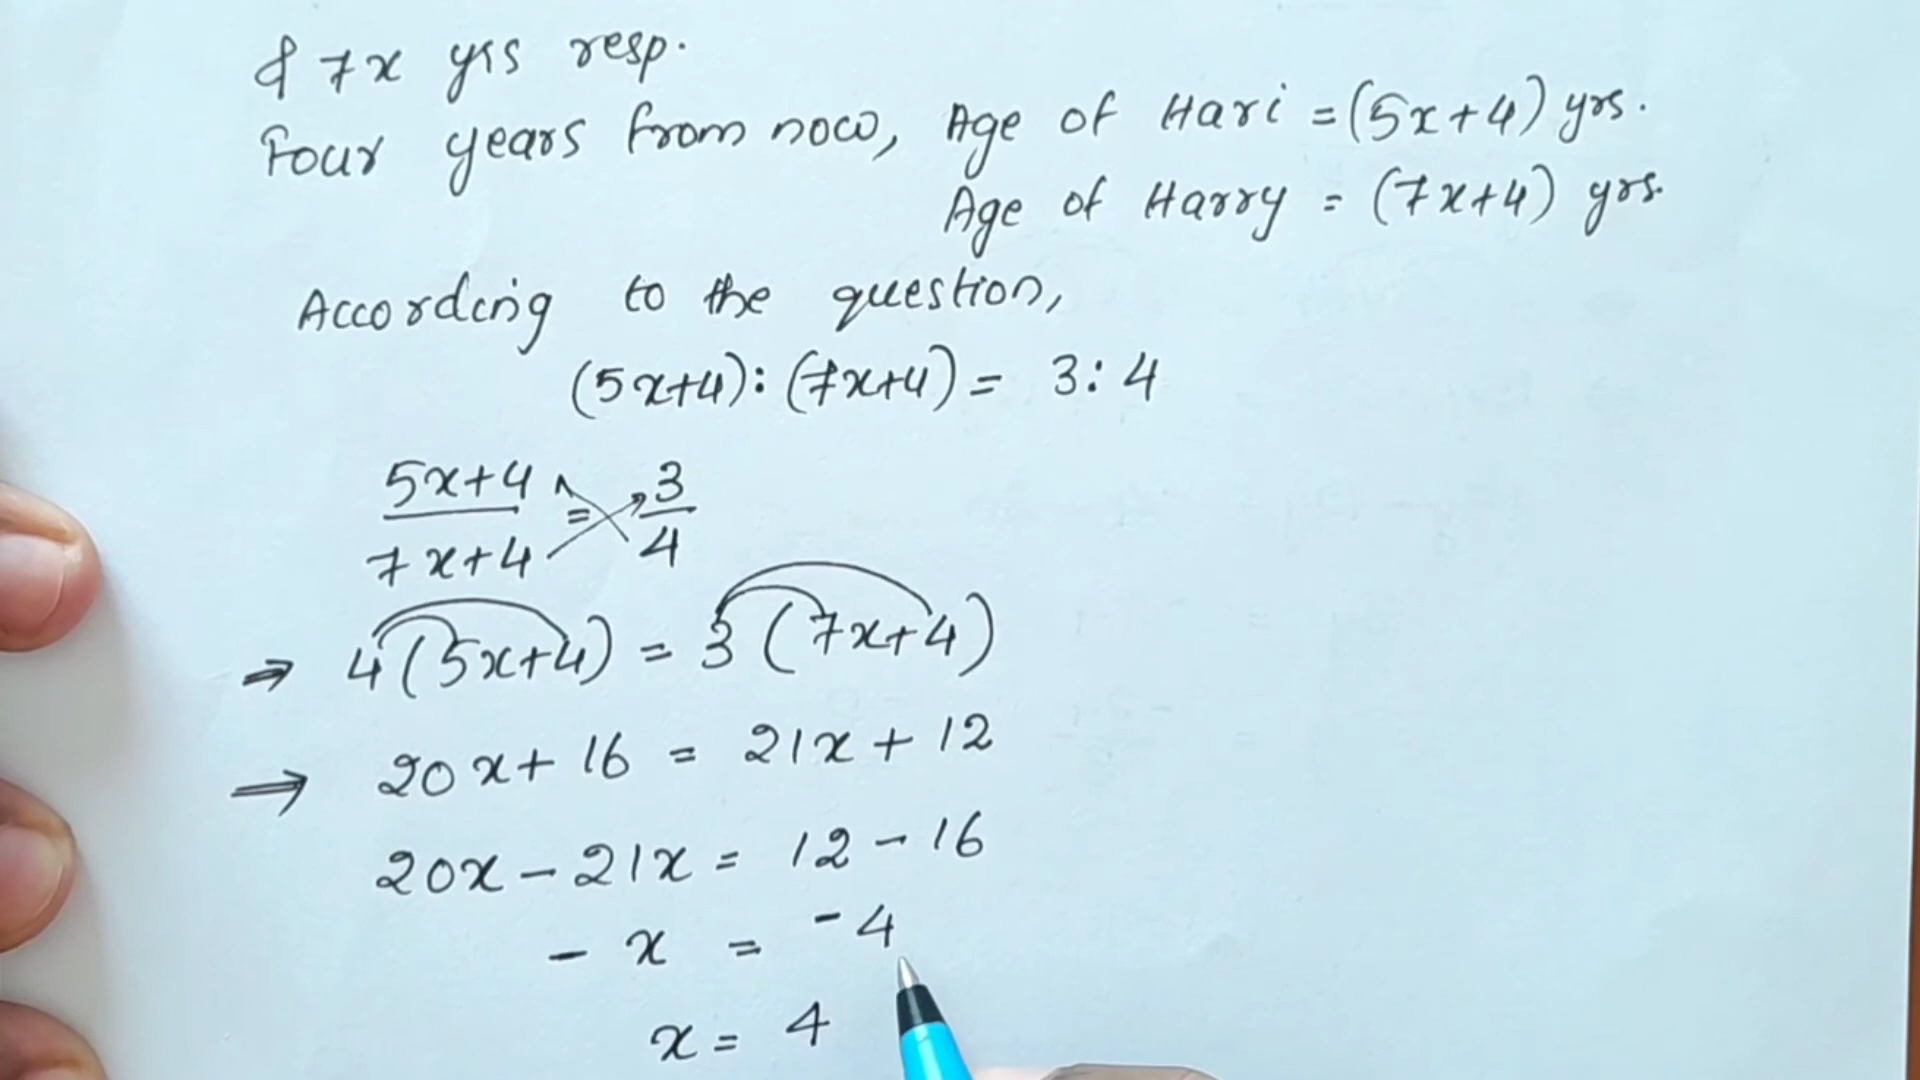 & 7x yrs resp.
Four years from now, Age of Hari = (5x+4) yrs.
Age of Harry = (7x+4) yrs.
According to the question,
(5x+4) : (7x+4) = 3 : 4
5x+4 / 7x+4 = 3 / 4
⇒ 4(5x+4) = 3(7x+4)
⇒ 20x + 16 = 21x + 12
20x - 21x = 12 - 16
- x = - 4
x = 4